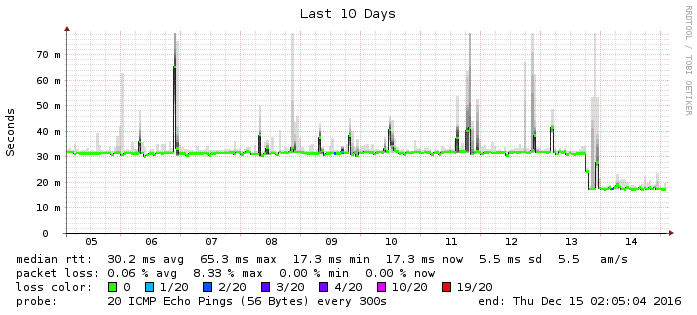 Last 10 Days
RRDTOOL / TOBI OETIKER
Seconds
70 m
60 m
50 m
40 m
30 m
20 m
10 m
0
05 06 07 08 09 10 11 12 13 14
median rtt: 30.2 ms avg 65.3 ms max 17.3 ms min 17.3 ms now 5.5 ms sd 5.5 am/s
packet loss: 0.06 % avg 8.33 % max 0.00 % min 0.00 % now
loss color: 0 1/20 2/20 3/20 4/20 10/20 19/20
probe: 20 ICMP Echo Pings (56 Bytes) every 300s end: Thu Dec 15 02:05:04 2016